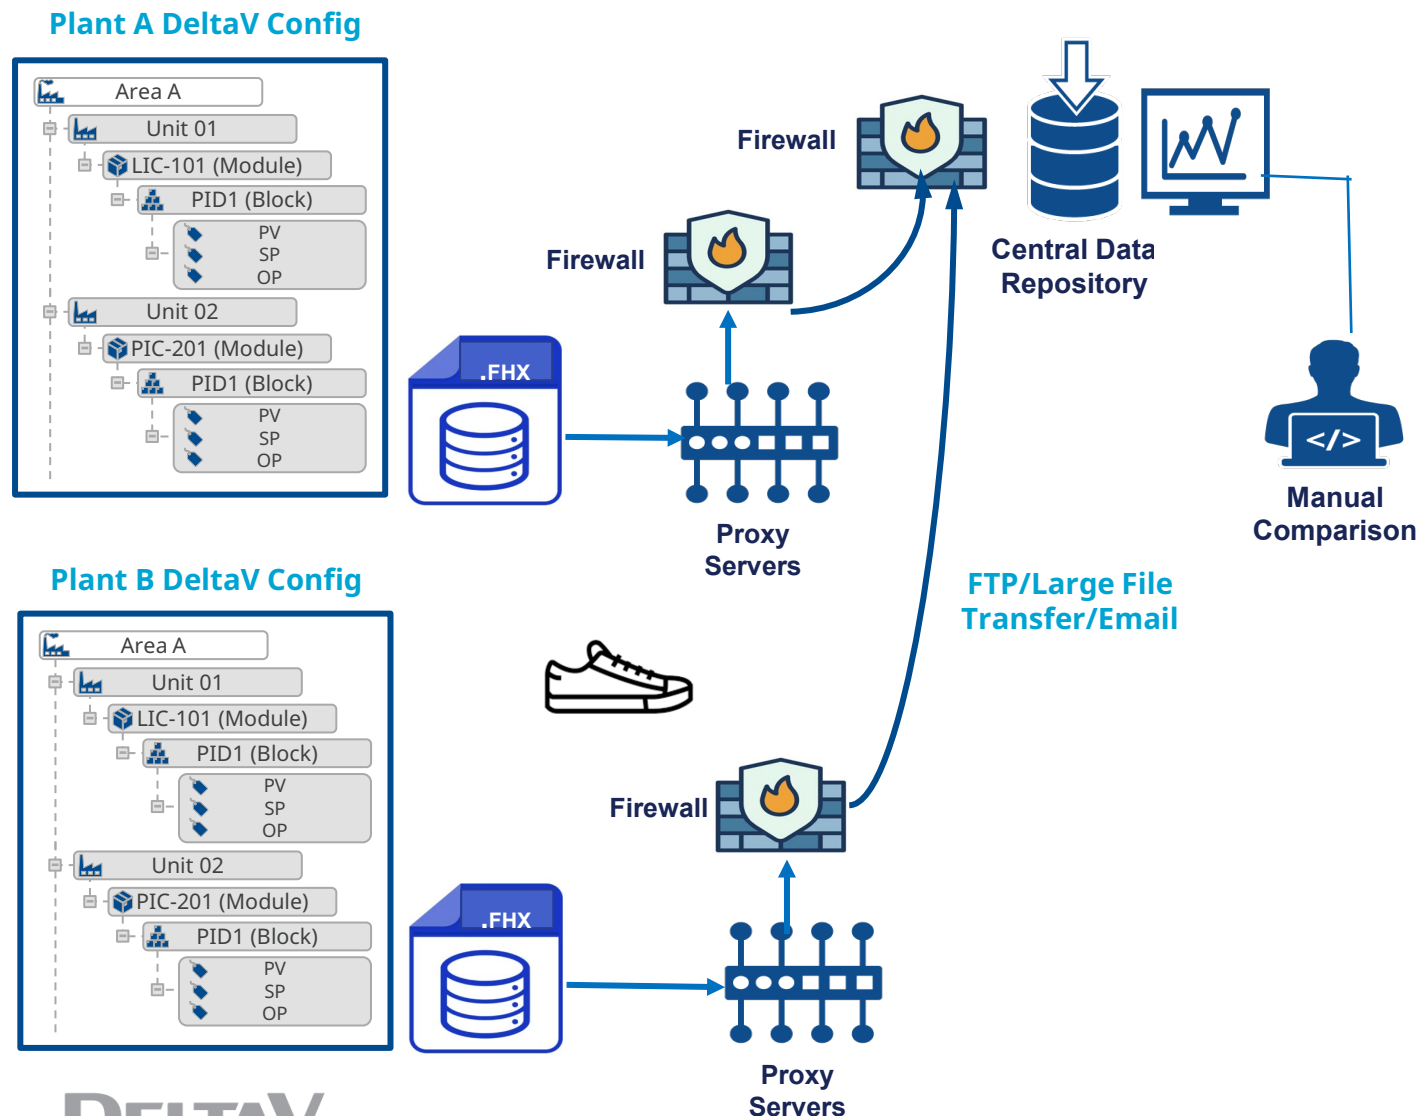 Plant A DeltaV Config
Area A
Unit 01
LIC-101 (Module)
PID1 (Block)
PV
SP
OP
Unit 02
PIC-201 (Module)
PID1 (Block)
PV
SP
OP
.FHX
Proxy
Servers
Firewall
Firewall
Central Data
Repository
</>
Manual
Comparison
FTP/Large File
Transfer/Email
Plant B DeltaV Config
Area A
Unit 01
LIC-101 (Module)
PID1 (Block)
PV
SP
OP
Unit 02
PIC-201 (Module)
PID1 (Block)
PV
SP
OP
.FHX
Proxy
Servers
Firewall
DELTAV